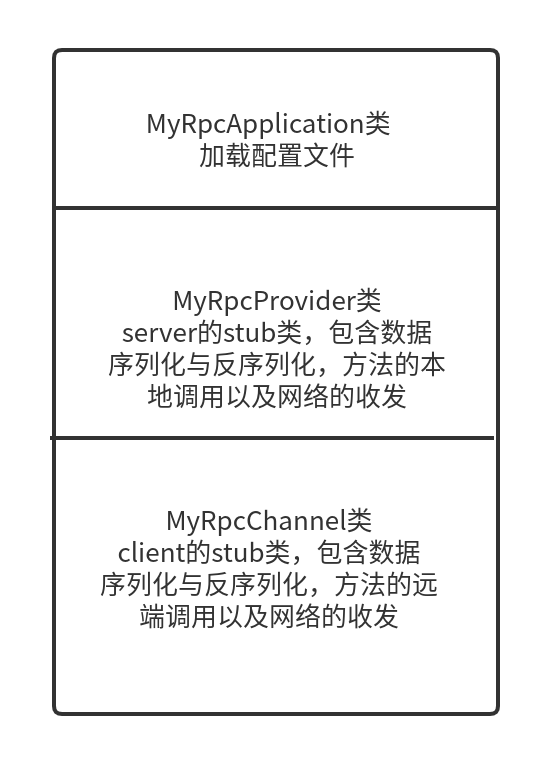 MyRpcApplication类
加载配置文件
MyRpcProvider类
server的stub类，包含数据
序列化与反序列化，方法的本
地调用以及网络的收发
MyRpcChannel类
client的stub类，包含数据
序列化与反序列化，方法的远
端调用以及网络的收发